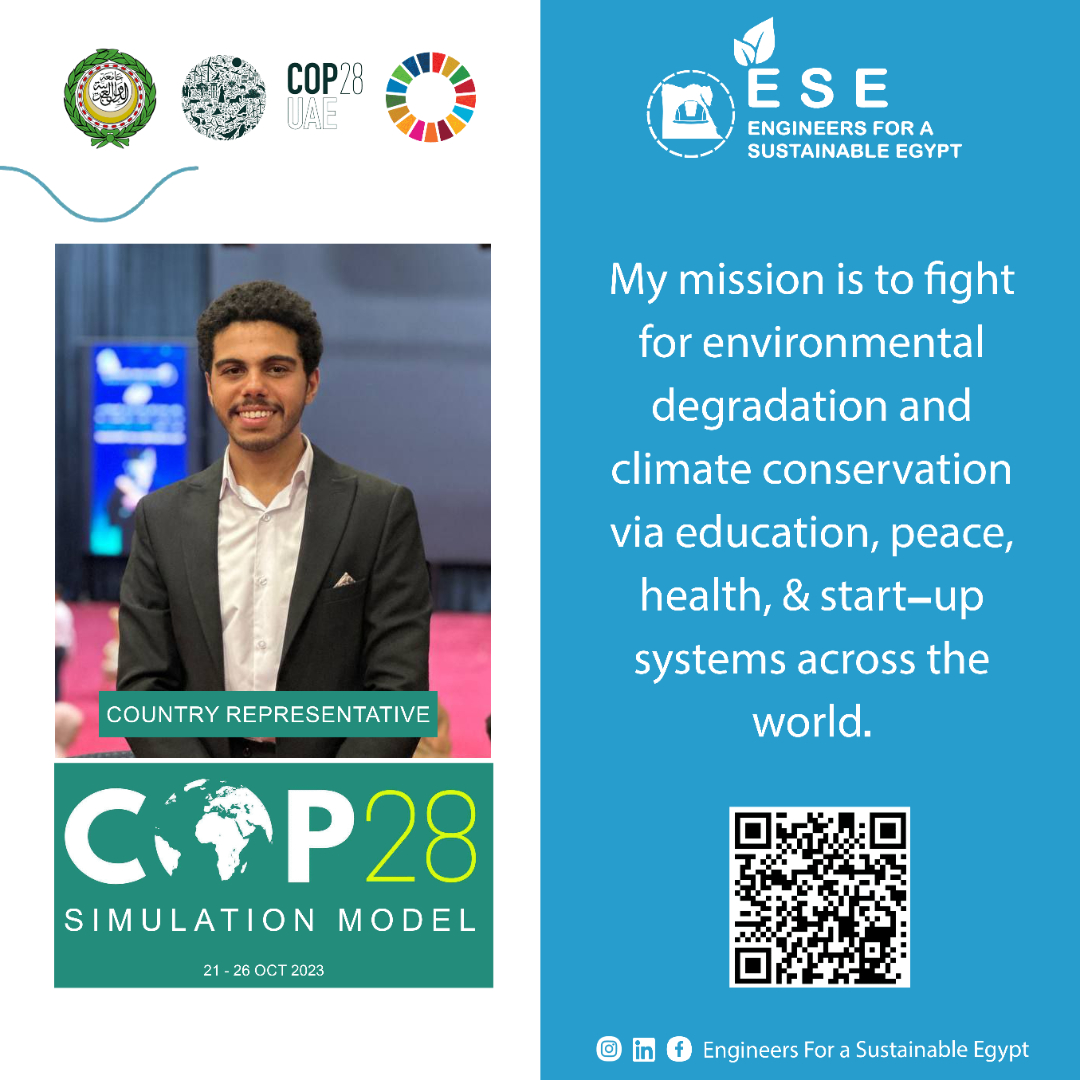 COP28
UAE
ESE
ENGINEERS FOR A
SUSTAINABLE EGYPT
COUNTRY REPRESENTATIVE
COP28
SIMULATION MODEL
21 - 26 OCT 2023
My mission is to fight
for environmental
degradation and
climate conservation
via education, peace,
health, & start–up
systems across the
world.
Engineers For a Sustainable Egypt